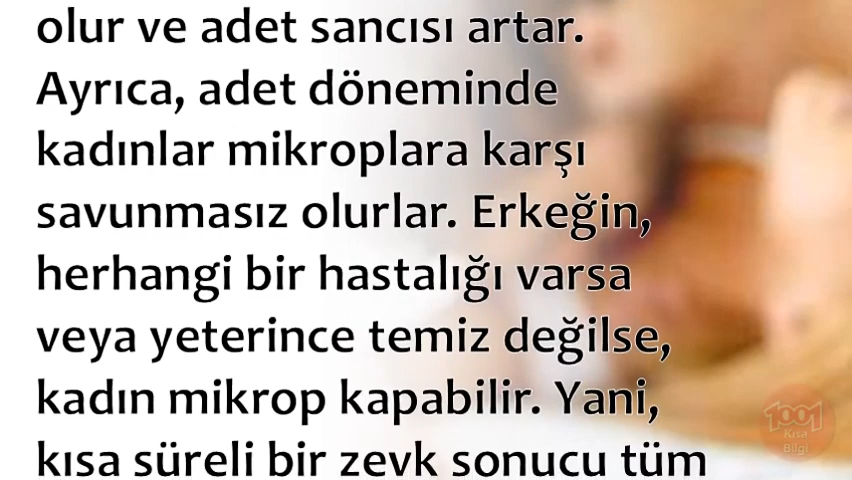 olur ve adet sancısı artar.
Ayrıca, adet döneminde
kadınlar mikroplara karşı
savunmasız olurlar. Erkeğin,
herhangi bir hastalığı varsa
veya yeterince temiz değilse,
kadın mikrop kapabilir. Yani,
kısa süreli bir zevk sonucu tüm
1001
Kısa
Bilgi